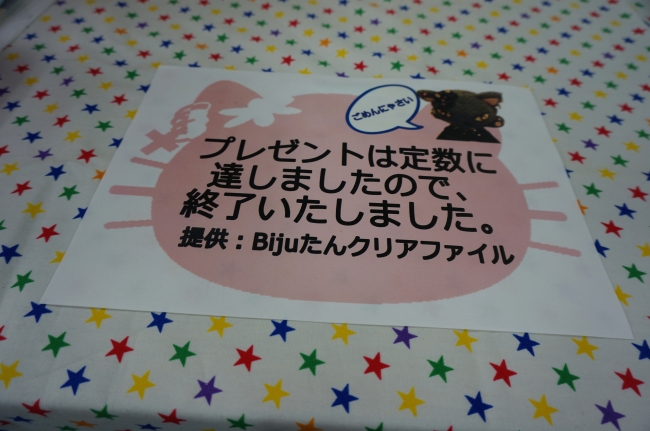 ごめんにゃさい
プレゼントは定数に
達しましたので、
終了いたしました。
提供：Bijuたんクリアファイル